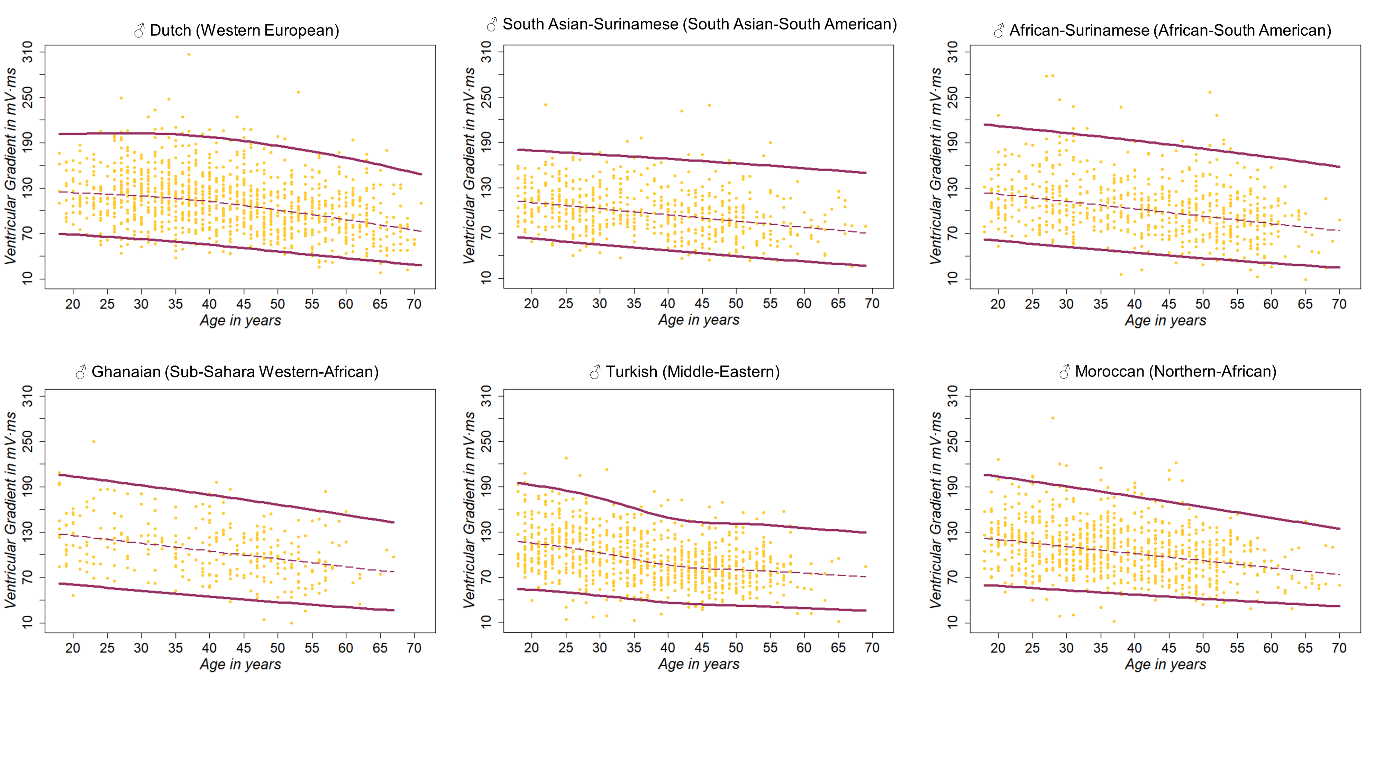 ♂ Dutch (Western European)
♂ South Asian-Surinamese (South Asian-South American)
♂ African-Surinamese (African-South American)
Ventricular Gradient in mV·ms
310
250
190
130
70
10
20 25 30 35 40 45 50 55 60 65 70
Age in years
Ventricular Gradient in mV·ms
310
250
190
130
70
10
20 25 30 35 40 45 50 55 60 65 70
Age in years
Ventricular Gradient in mV·ms
310
250
190
130
70
10
20 25 30 35 40 45 50 55 60 65 70
Age in years
♂ Ghanaian (Sub-Sahara Western-African)
♂ Turkish (Middle-Eastern)
♂ Moroccan (Northern-African)
Ventricular Gradient in mV·ms
310
250
190
130
70
10
20 25 30 35 40 45 50 55 60 65 70
Age in years
Ventricular Gradient in mV·ms
310
250
190
130
70
10
20 25 30 35 40 45 50 55 60 65 70
Age in years
Ventricular Gradient in mV·ms
310
250
190
130
70
10
20 25 30 35 40 45 50 55 60 65 70
Age in years